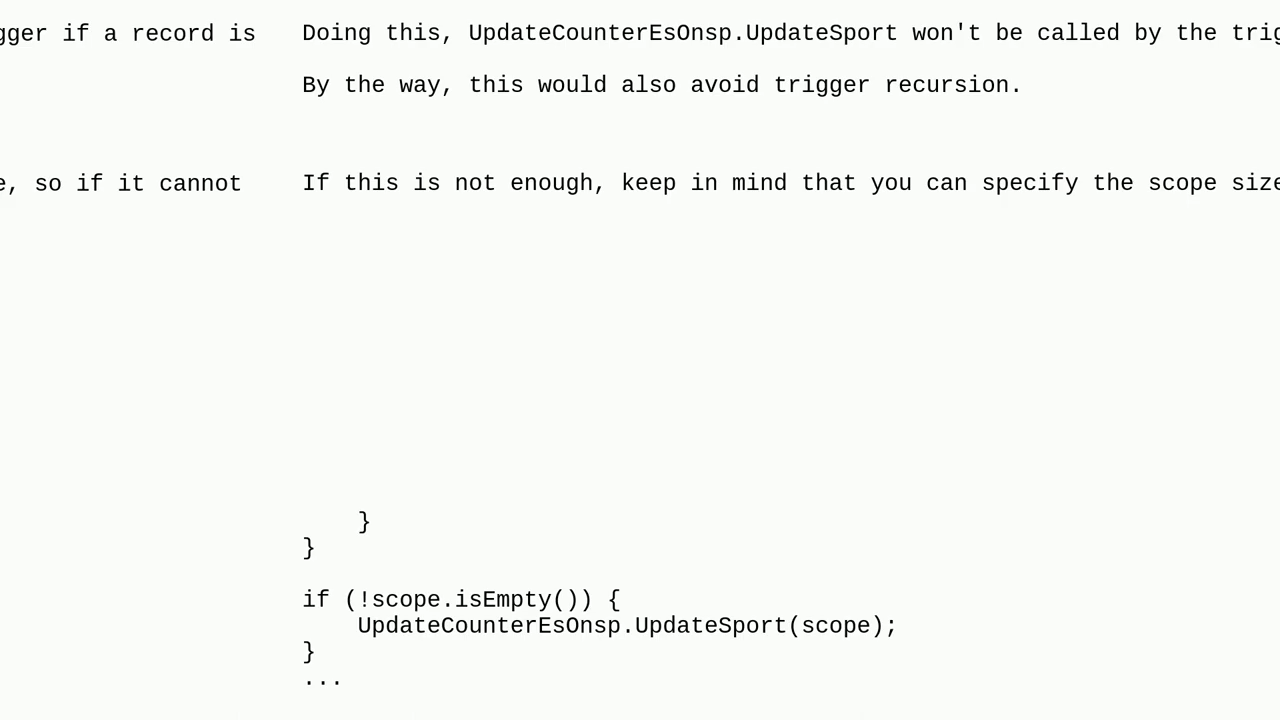 gger if a record is
Doing this, UpdateCounterEsOnsp.UpdateSport won't be called by the trig
By the way, this would also avoid trigger recursion.
e, so if it cannot
If this is not enough, keep in mind that you can specify the scope size
    }
}
if (!scope.isEmpty()) {
    UpdateCounterEsOnsp.UpdateSport(scope);
}
...